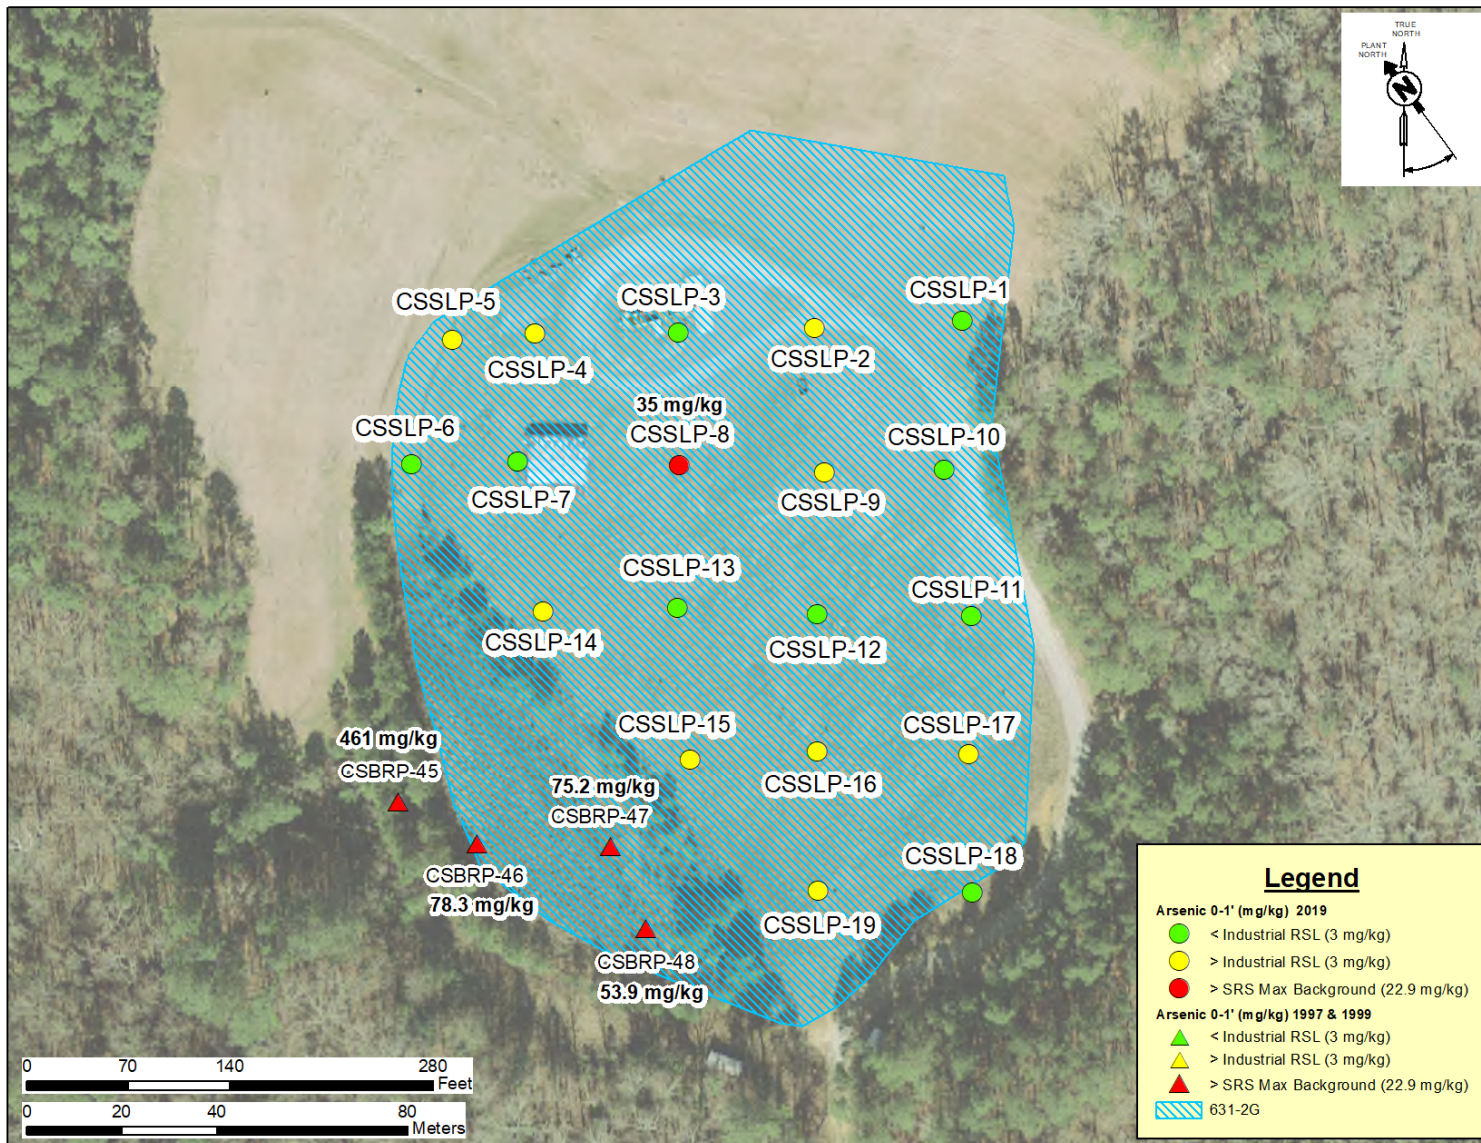 TRUE
NORTH
PLANT
NORTH
N
CSSLP-1
CSSLP-5
CSSLP-3
CSSLP-2
CSSLP-4
35 mg/kg
CSSLP-6
CSSLP-8
CSSLP-10
CSSLP-7
CSSLP-9
CSSLP-13
CSSLP-11
CSSLP-14
CSSLP-12
CSSLP-15
CSSLP-17
461 mg/kg
CSBRP-45
75.2 mg/kg
CSBRP-47
CSSLP-16
CSSLP-18
CSBRP-46
78.3 mg/kg
CSSLP-19
CSBRP-48
53.9 mg/kg
Legend
Arsenic 0-1' (mg/kg) 2019
< Industrial RSL (3 mg/kg)
> Industrial RSL (3 mg/kg)
> SRS Max Background (22.9 mg/kg)
Arsenic 0-1' (mg/kg) 1997 & 1999
< Industrial RSL (3 mg/kg)
> Industrial RSL (3 mg/kg)
> SRS Max Background (22.9 mg/kg)
631-2G
0 70 140 280
Feet
0 20 40 80
Meters